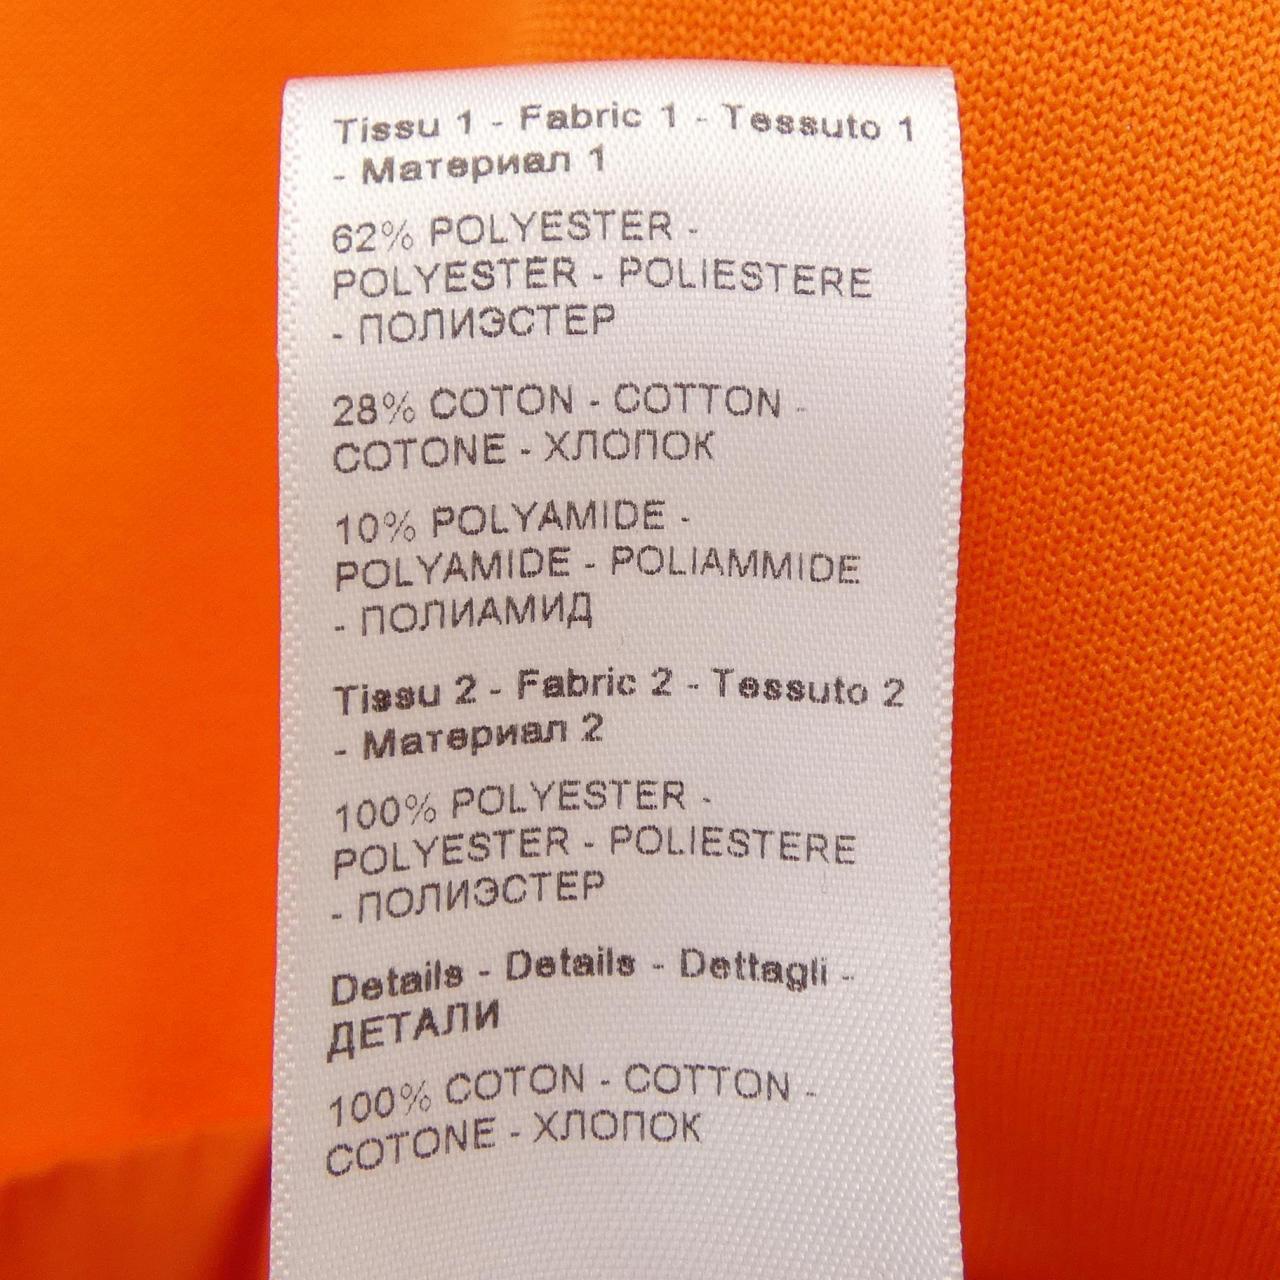 Tissu 1 - Fabric 1 - Tessuto 1
- Материал 1
62% POLYESTER -
POLYESTER - POLIESTERE
- ПОЛИЭСТЕР
28% COTON - COTTON -
COTONE - ХЛОПОК
10% POLYAMIDE -
POLYAMIDE - POLIAMMIDE
- ПОЛИАМИД
Tissu 2 - Fabric 2 - Tessuto 2
- Материал 2
100% POLYESTER -
POLYESTER - POLIESTERE
- ПОЛИЭСТЕР
Details - Details - Dettagli -
ДЕТАЛИ
100% COTON - COTTON -
COTONE - ХЛОПОК